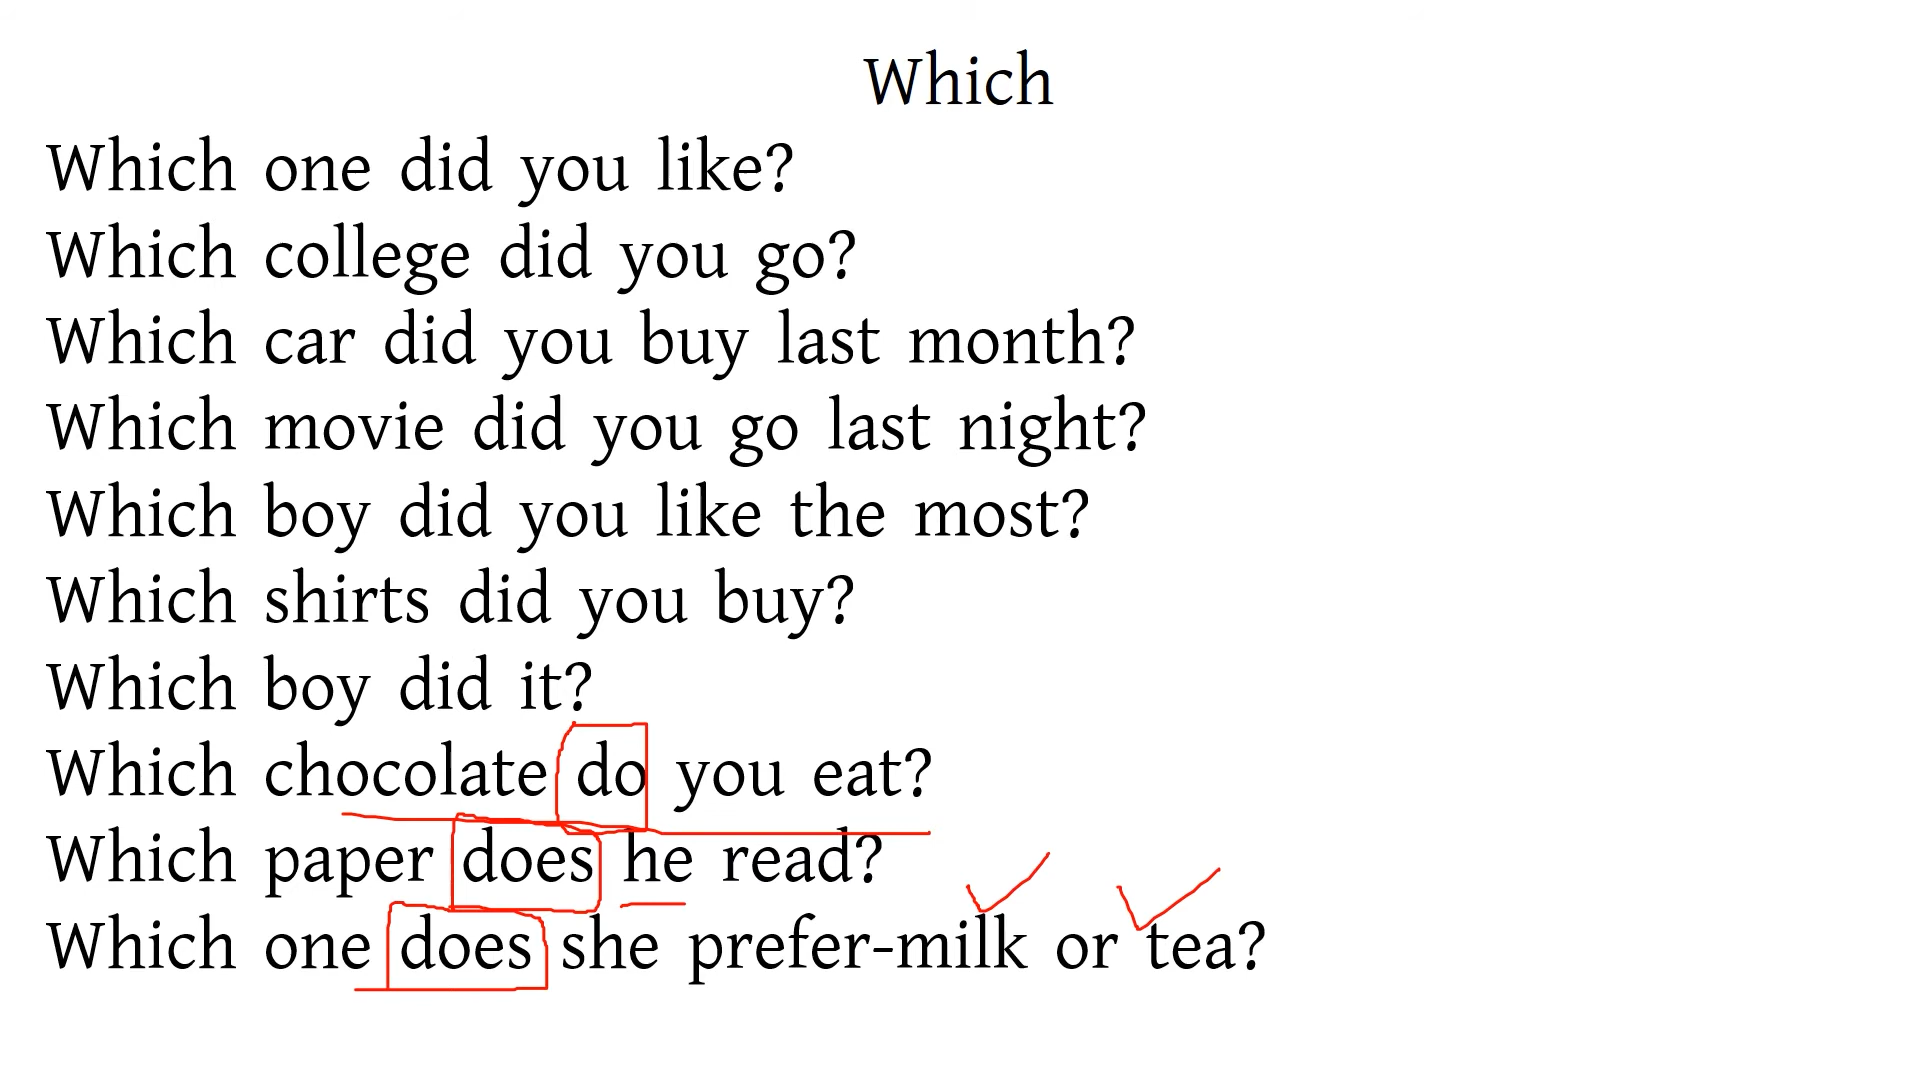 Which
Which one did you like?
Which college did you go?
Which car did you buy last month?
Which movie did you go last night?
Which boy did you like the most?
Which shirts did you buy?
Which boy did it?
Which chocolate do you eat?
Which paper does he read?
Which one does she prefer-milk or tea?